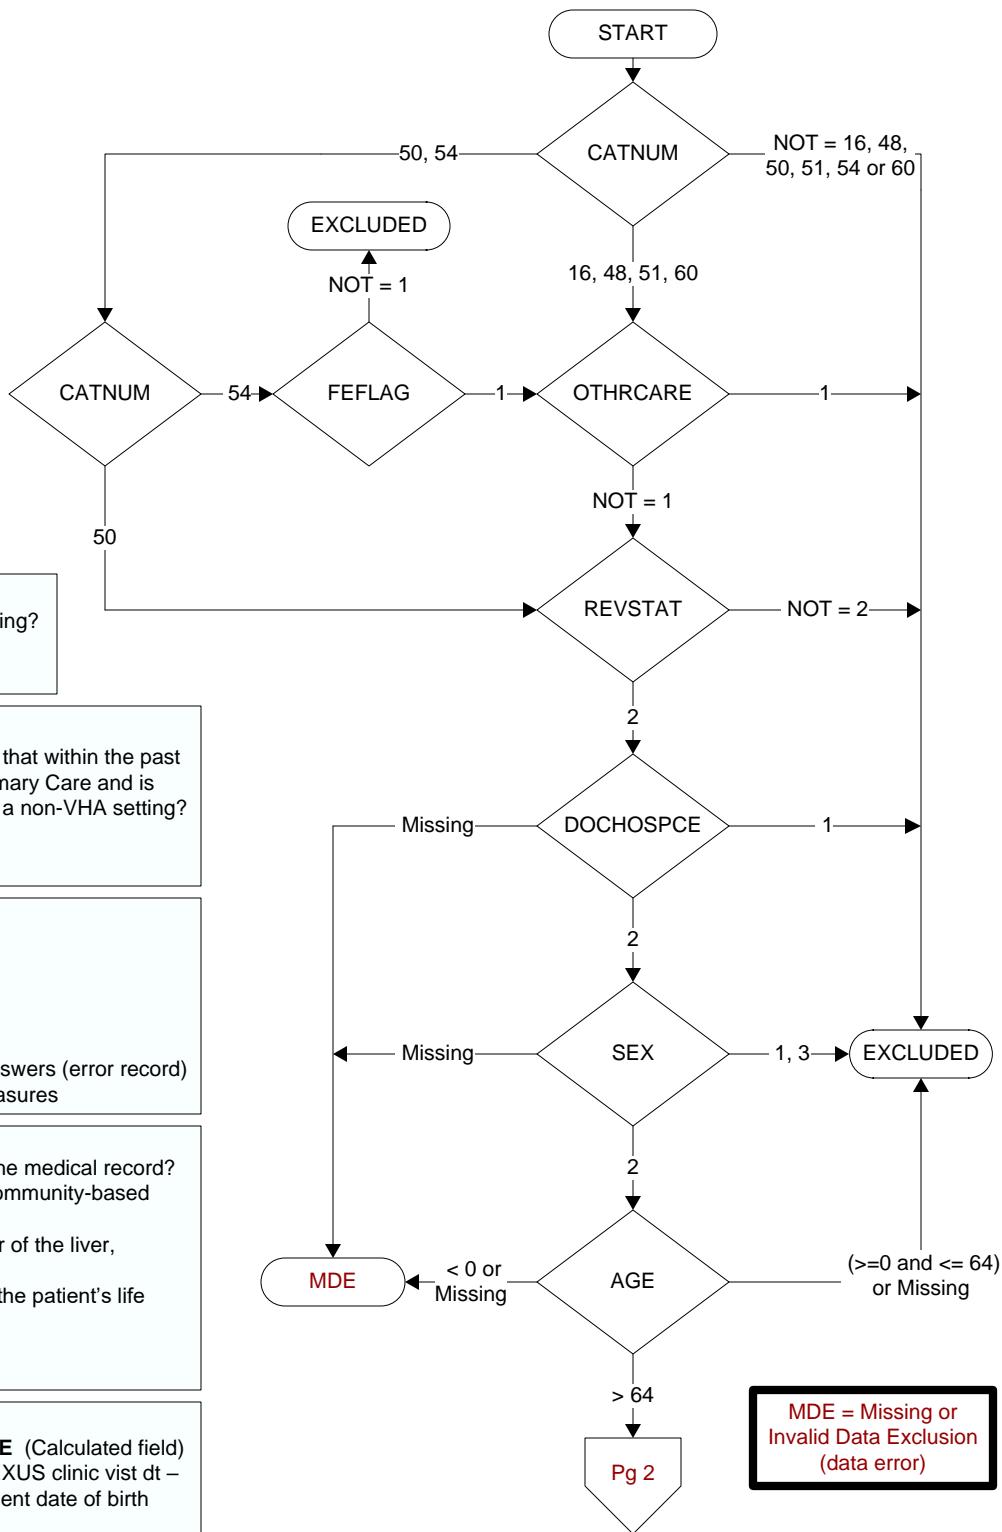 START
CATNUM
50, 54
NOT = 16, 48,
50, 51, 54 or 60
EXCLUDED
NOT = 1
16, 48, 51, 60
CATNUM
54
FEFLAG
1
OTHRCARE
1
NOT = 1
50
REVSTAT
NOT = 2
ing?
2
that within the past
mary Care and is
a non-VHA setting?
Missing
DOCHOSPCE
1
2
Missing
SEX
1, 3
EXCLUDED
swers (error record)
asures
2
he medical record?
ommunity-based
r of the liver,
the patient's life
MDE
< 0 or
Missing
AGE
(>=0 and <= 64)
or Missing
> 64
E (Calculated field)
XUS clinic vist dt –
ent date of birth
Pg 2
MDE = Missing or
Invalid Data Exclusion
(data error)